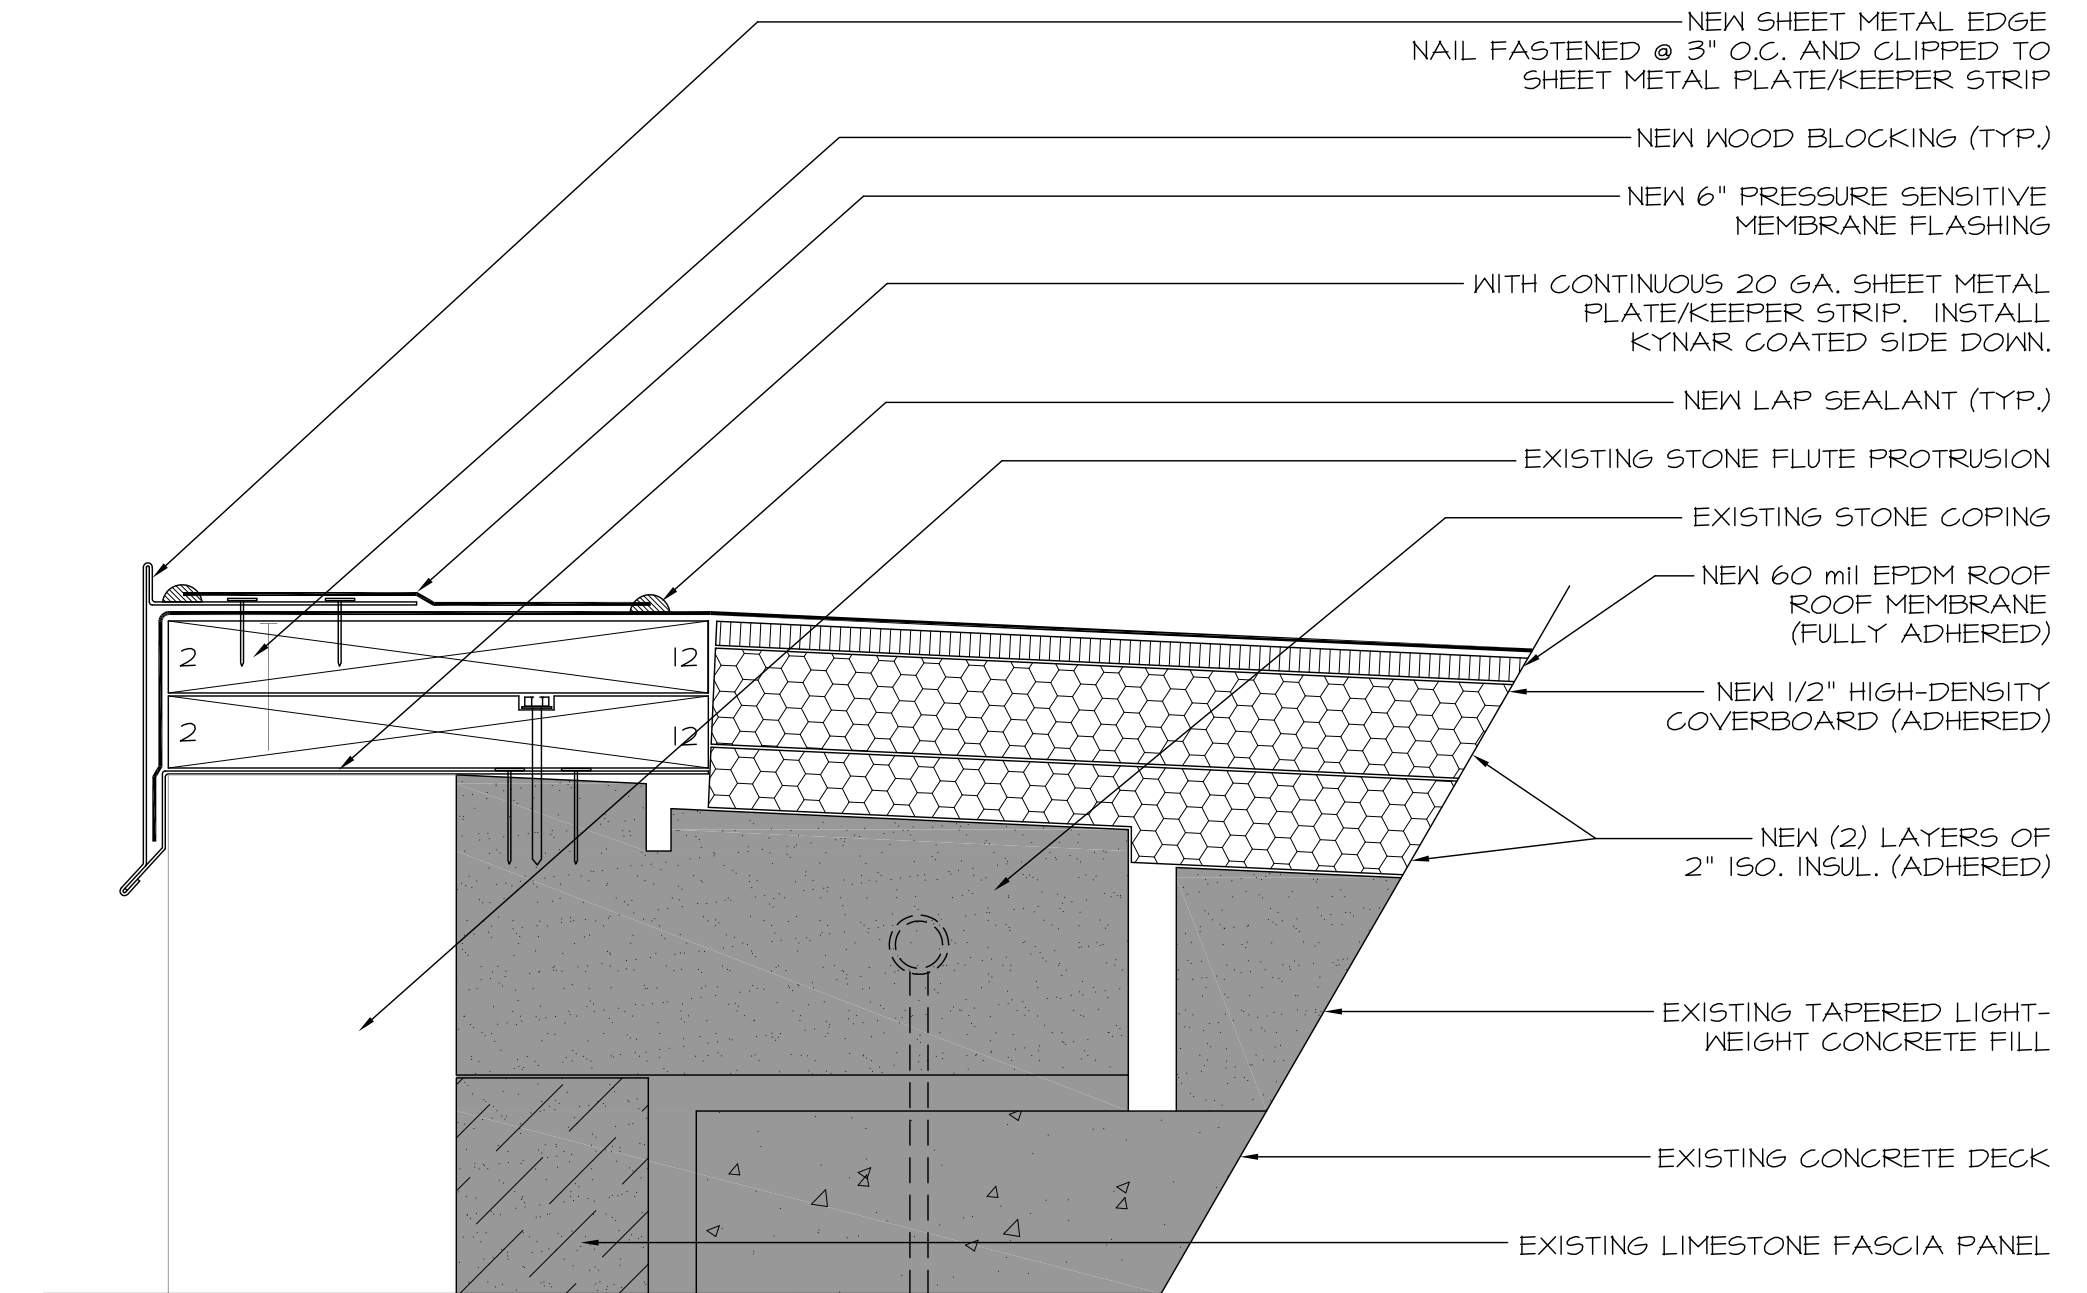 NEW SHEET METAL EDGE
NAIL FASTENED @ 3" O.C. AND CLIPPED TO
SHEET METAL PLATE/KEEPER STRIP
NEW WOOD BLOCKING (TYP.)
NEW 6" PRESSURE SENSITIVE
MEMBRANE FLASHING
WITH CONTINUOUS 20 GA. SHEET METAL
PLATE/KEEPER STRIP. INSTALL
KYNAR COATED SIDE DOWN.
NEW LAP SEALANT (TYP.)
EXISTING STONE FLUTE PROTRUSION
EXISTING STONE COPING
NEW 60 mil EPDM ROOF
ROOF MEMBRANE
(FULLY ADHERED)
2 12
NEW 1/2" HIGH-DENSITY
COVERBOARD (ADHERED)
2 12
NEW (2) LAYERS OF
2" ISO. INSUL. (ADHERED)
EXISTING TAPERED LIGHT-
WEIGHT CONCRETE FILL
EXISTING CONCRETE DECK
EXISTING LIMESTONE FASCIA PANEL